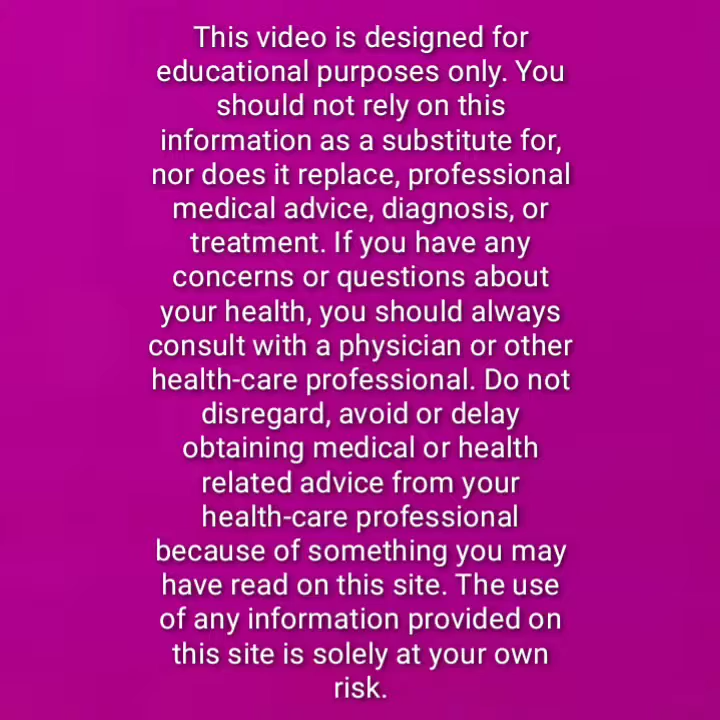 This video is designed for
educational purposes only. You
should not rely on this
information as a substitute for,
nor does it replace, professional
medical advice, diagnosis, or
treatment. If you have any
concerns or questions about
your health, you should always
consult with a physician or other
health-care professional. Do not
disregard, avoid or delay
obtaining medical or health
related advice from your
health-care professional
because of something you may
have read on this site. The use
of any information provided on
this site is solely at your own
risk.